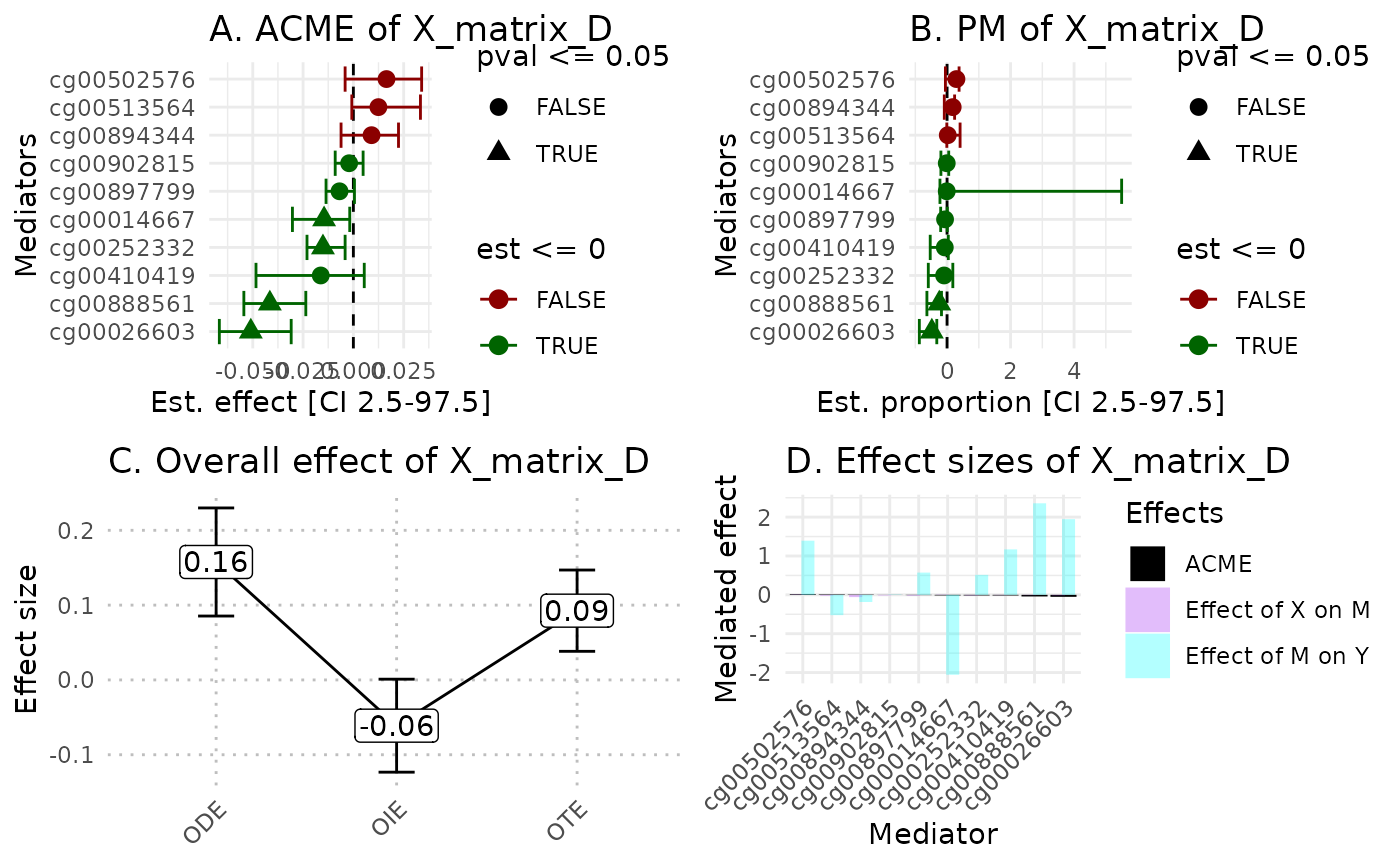 A. ACME of X_matrix_D
pval <= 0.05
FALSE
TRUE
est <= 0
FALSE
TRUE
Mediators
cg00502576
cg00513564
cg00894344
cg00902815
cg00897799
cg00014667
cg00252332
cg00410419
cg00888561
cg00026603
-0.050 -0.025 0.000 0.025
Est. effect [CI 2.5-97.5]
B. PM of X_matrix_D
pval <= 0.05
FALSE
TRUE
est <= 0
FALSE
TRUE
Mediators
cg00502576
cg00894344
cg00513564
cg00902815
cg00014667
cg00897799
cg00410419
cg00252332
cg00888561
cg00026603
0 2 4
Est. proportion [CI 2.5-97.5]
C. Overall effect of X_matrix_D
Effect size
0.2
0.1
0.0
-0.1
0.16
-0.06
0.09
ODE
OIE
OTE
D. Effect sizes of X_matrix_D
Mediated effect
2
1
0
-1
-2
cg00502576
cg00513564
cg00894344
cg00902815
cg00897799
cg00014667
cg00252332
cg00410419
cg00888561
cg00026603
Mediator
Effects
ACME
Effect of X on M
Effect of M on Y